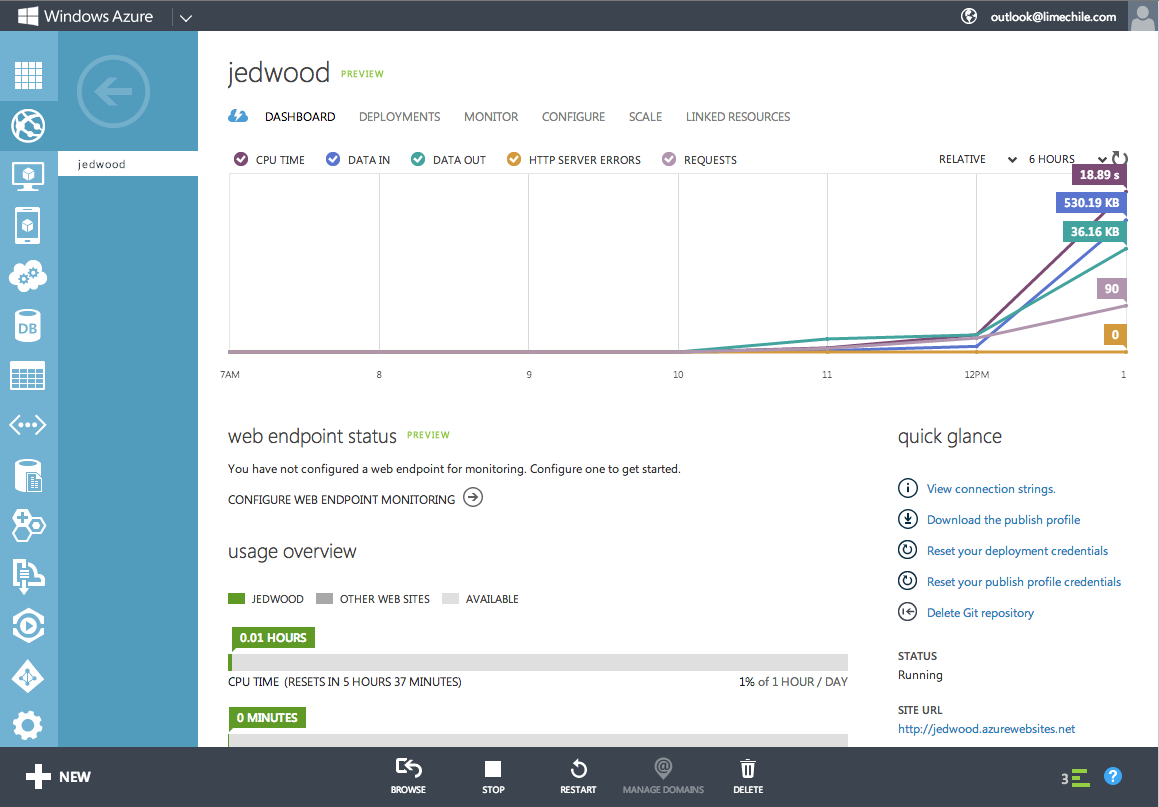 Windows Azure
outlook@limechile.com
jedwood PREVIEW
DASHBOARD DEPLOYMENTS MONITOR CONFIGURE SCALE LINKED RESOURCES
jedwood
CPU TIME DATA IN DATA OUT HTTP SERVER ERRORS REQUESTS RELATIVE 6 HOURS
18.89 s
530.19 KB
36.16 KB
90
0
7AM 8 9 10 11 12PM 1
DB
web endpoint status PREVIEW
You have not configured a web endpoint for monitoring. Configure one to get started.
CONFIGURE WEB ENDPOINT MONITORING
usage overview
JEDWOOD OTHER WEB SITES AVAILABLE
0.01 HOURS
CPU TIME (RESETS IN 5 HOURS 37 MINUTES) 1% of 1 HOUR / DAY
0 MINUTES
quick glance
View connection strings.
Download the publish profile
Reset your deployment credentials
Reset your publish profile credentials
Delete Git repository
STATUS
Running
SITE URL
http://jedwood.azurewebsites.net
NEW
BROWSE STOP RESTART MANAGE DOMAINS DELETE
3 ?